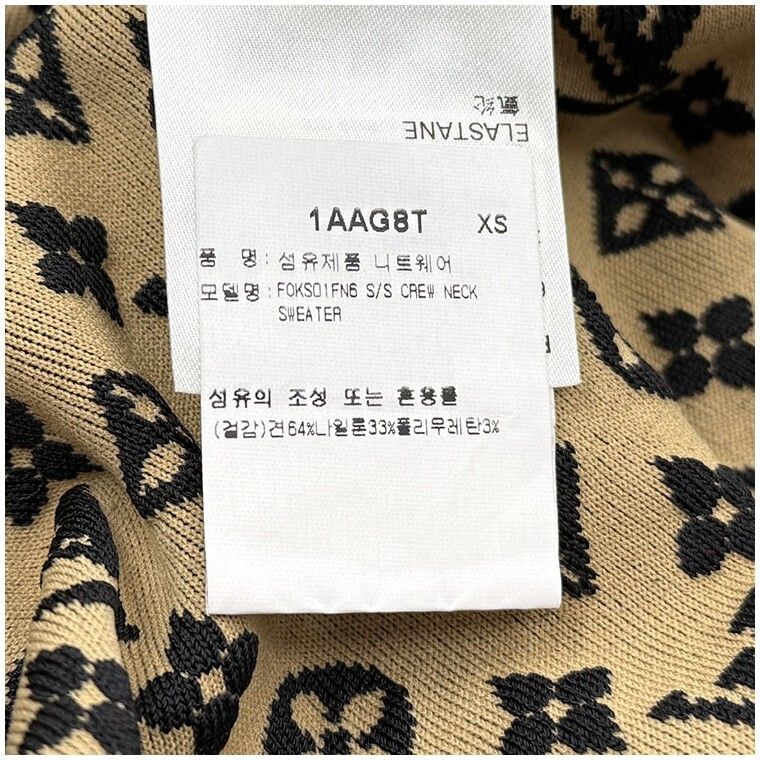 ELASTANE
1AAG8T XS
품 명: 섬유제품 니트웨어
모델명: FOKS01FN6 S/S CREW NECK
SWEATER
섬유의 조성 또는 혼용률
(겉감)견64%나일론33%폴리우레탄3%